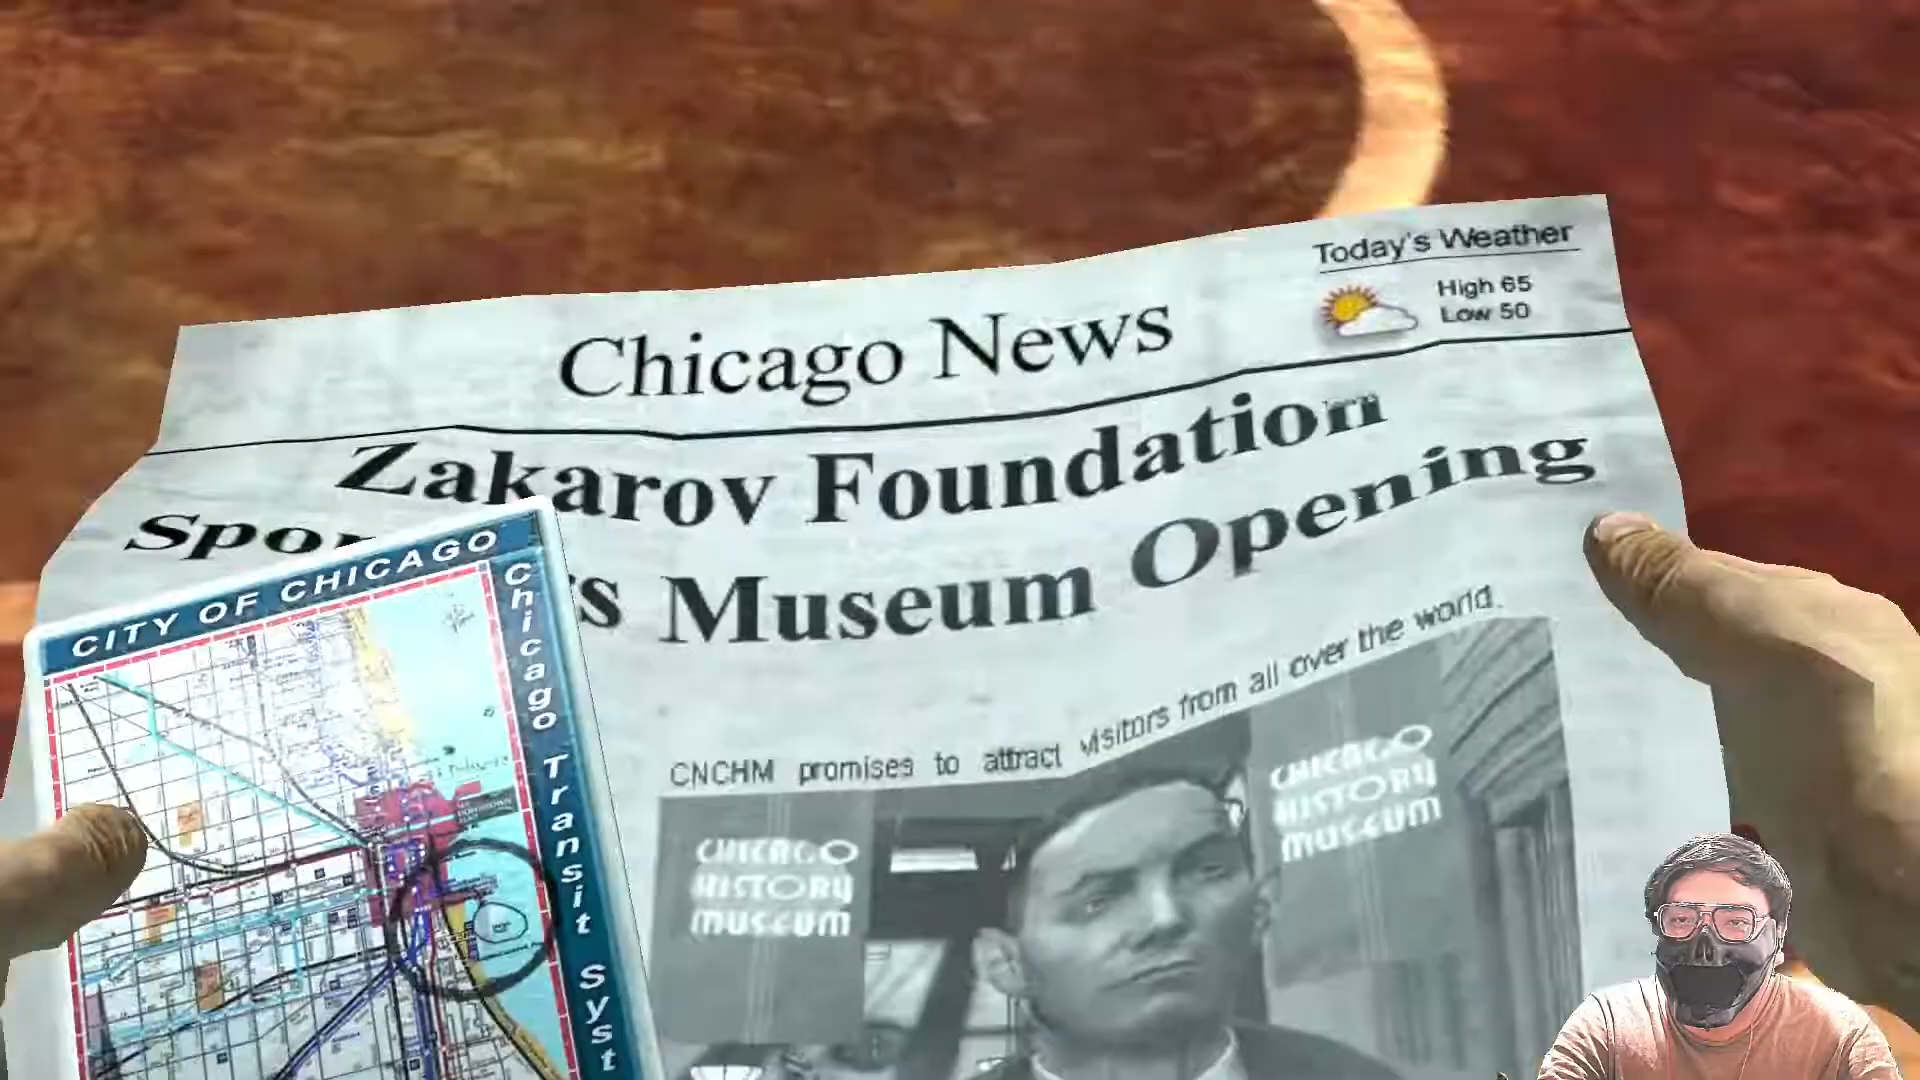 Today's Weather
High 65
Low 50
Chicago News
Zakarov Foundation
Spo s Museum Opening
CNCHM promises to attract visitors from all over the world.
CHICAGO
HISTORY
MUSEUM
CHICAGO
HISTORY
MUSEUM
CITY OF CHICAGO
Chicago Transit Syst